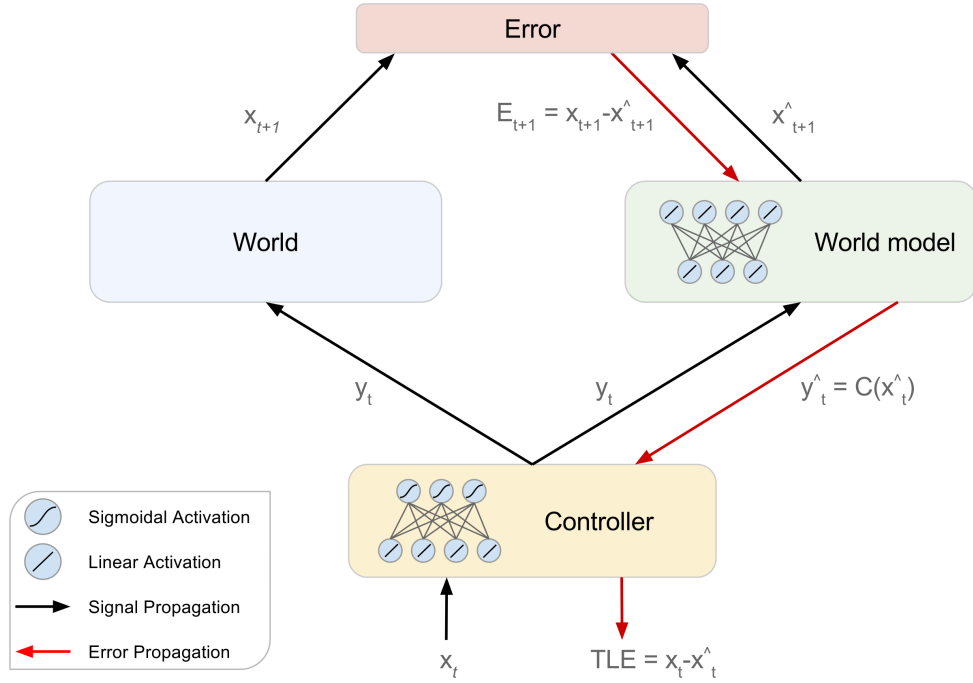 Error
x_{t+1}
E_{t+1} = x_{t+1}-x^_{t+1}
x^_{t+1}
World
World model
y_t
y_t
y^_t = C(x^_t)
Controller
x_t
TLE = x_t-x^_t
Sigmoidal Activation
Linear Activation
Signal Propagation
Error Propagation